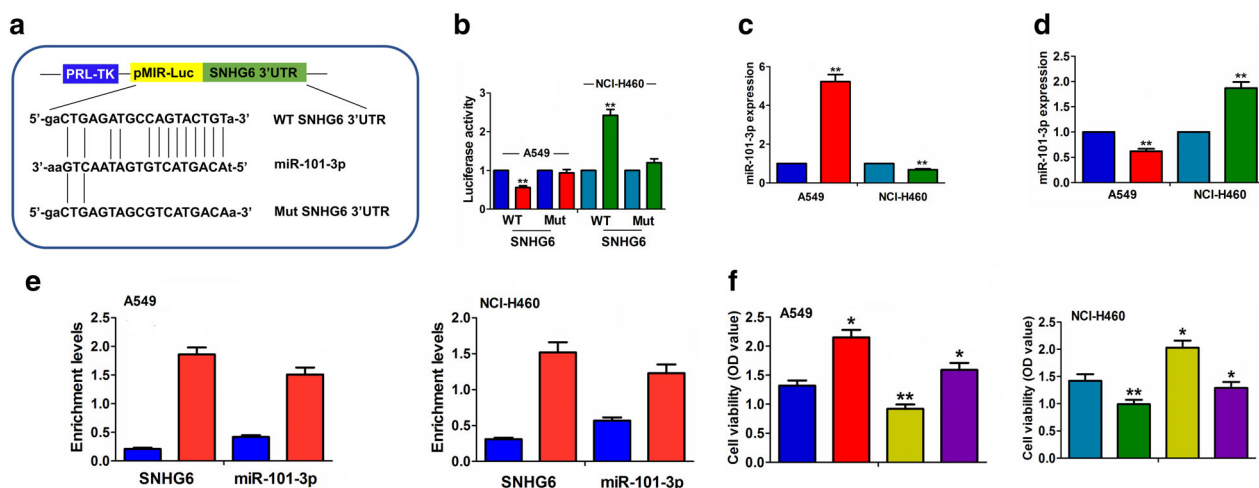 a
PRL-TK pMIR-Luc SNHG6 3'UTR
5'-gaCTGAGATGCCAGTACTGTa-3' WT SNHG6 3'UTR
3'-aaGTCAATAGTGTCATGACAt-5' miR-101-3p
5'-gaCTGAGTAGCGTCATGACAa-3' Mut SNHG6 3'UTR
b
Luciferase activity
3
2
1
0
NCI-H460
A549
**
**
WT Mut WT Mut
SNHG6 SNHG6
c
miR-101-3p expression
6
4
2
0
**
**
A549 NCI-H460
d
miR-101-3p expression
2.5
2.0
1.5
1.0
0.5
0.0
**
**
A549 NCI-H460
e
A549
Enrichment levels
2.5
2.0
1.5
1.0
0.5
0.0
SNHG6 miR-101-3p
NCI-H460
Enrichment levels
2.0
1.5
1.0
0.5
0.0
SNHG6 miR-101-3p
f
A549
Cell viability (OD value)
2.5
2.0
1.5
1.0
0.5
0.0
*
**
*
NCI-H460
Cell viability (OD value)
2.5
2.0
1.5
1.0
0.5
0.0
**
*
*